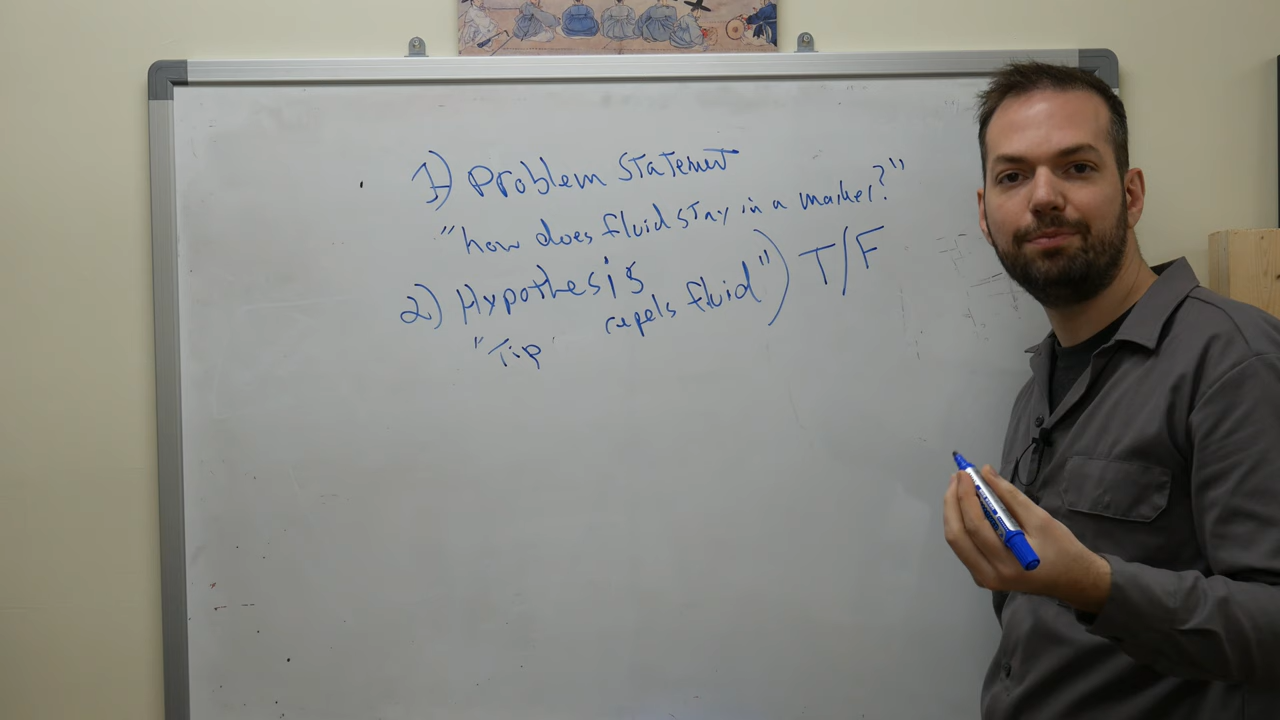 1) Problem Statement
"how does fluid stay in a marker?"
2) Hypothesis
"Tip repels fluid") T/F